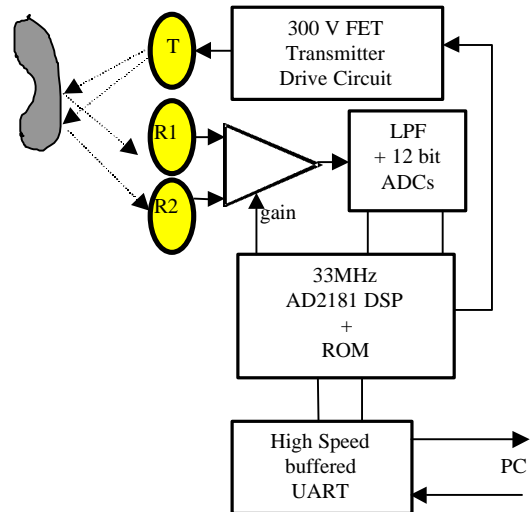 T
300 V FET
Transmitter
Drive Circuit
R1
R2
gain
LPF
+ 12 bit
ADCs
33MHz
AD2181 DSP
+
ROM
High Speed
buffered
UART
PC